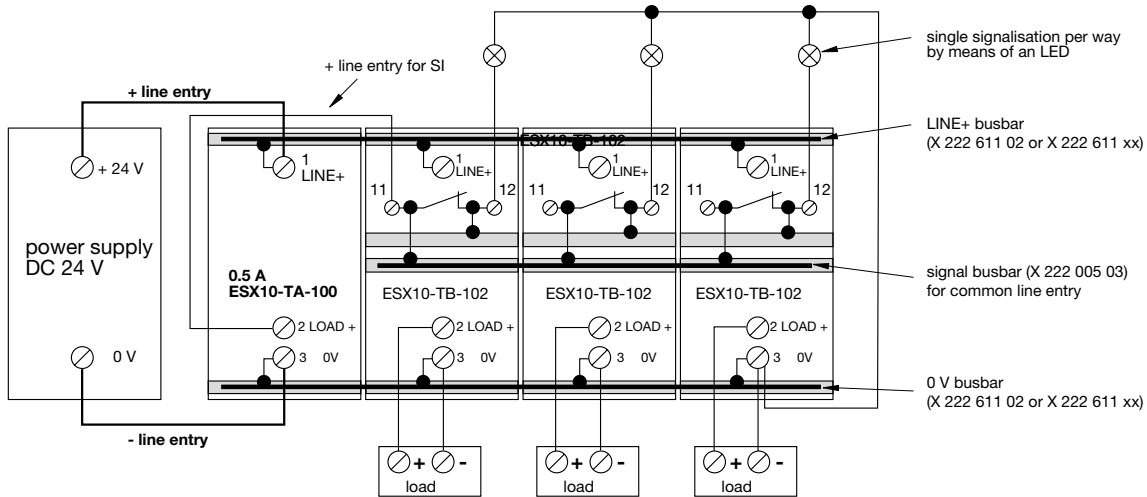 single signalisation per way
by means of an LED
+ line entry for SI
+ line entry
LINE+ busbar
(X 222 611 02 or X 222 611 xx)
ESX10-TB-102
+ 24 V
1
LINE+
1
LINE+
1
LINE+
1
LINE+
11
12
11
12
11
12
power supply
DC 24 V
0.5 A
ESX10-TA-100
ESX10-TB-102
ESX10-TB-102
ESX10-TB-102
signal busbar (X 222 005 03)
for common line entry
2 LOAD +
2 LOAD +
2 LOAD +
2 LOAD +
0 V
3 0V
3 0V
3 0V
3 0V
0 V busbar
(X 222 611 02 or X 222 611 xx)
- line entry
+ -
load
+ -
load
+ -
load